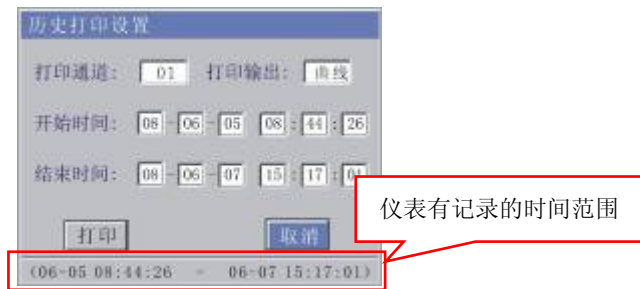 历史打印设置
打印通道: 01 打印输出: 曲线
开始时间: 08-06-05 08:44:26
结束时间: 08-06-07 15:17:01
仪表有记录的时间范围
打印 取消
(06-05 08:44:26 - 06-07 15:17:01)